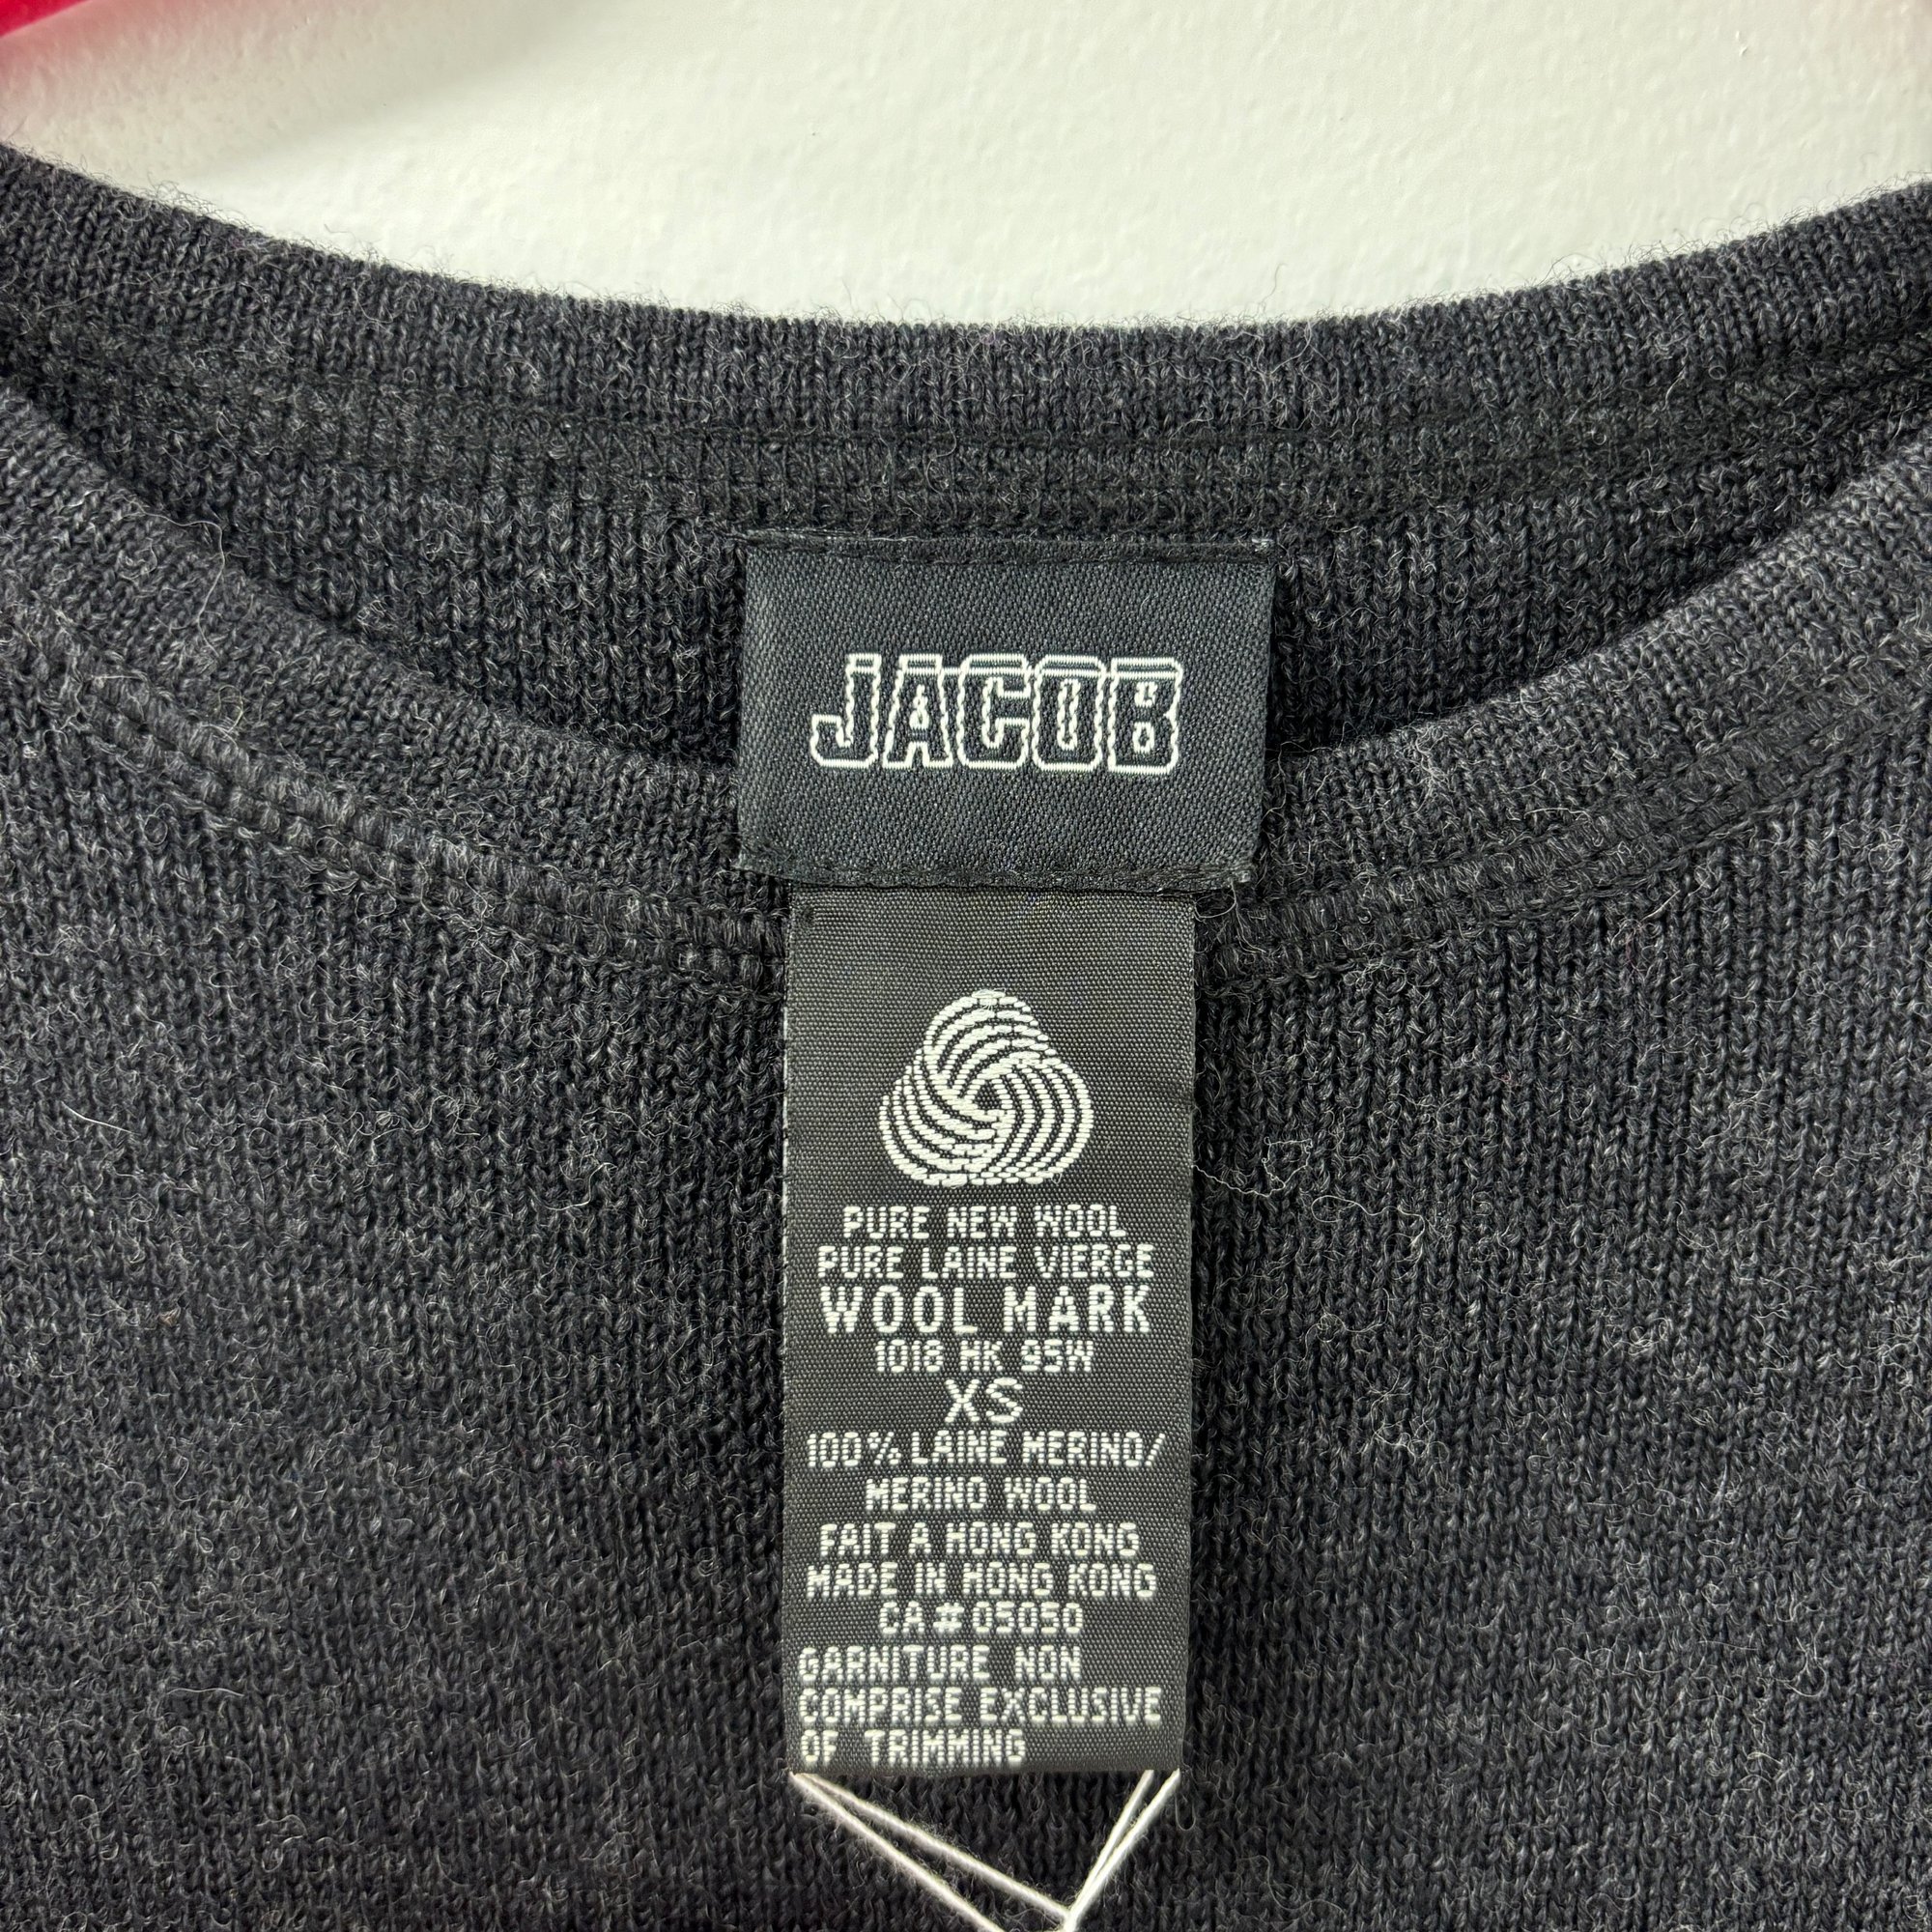 JACOB
PURE NEW WOOL
PURE LAINE VIERGE
WOOL MARK
1018 HK 95W
XS
100% LAINE MERINO/
MERINO WOOL
FAIT A HONG KONG
MADE IN HONG KONG
CA#05050
GARNITURE NON
COMPRISE EXCLUSIVE
OF TRIMMING